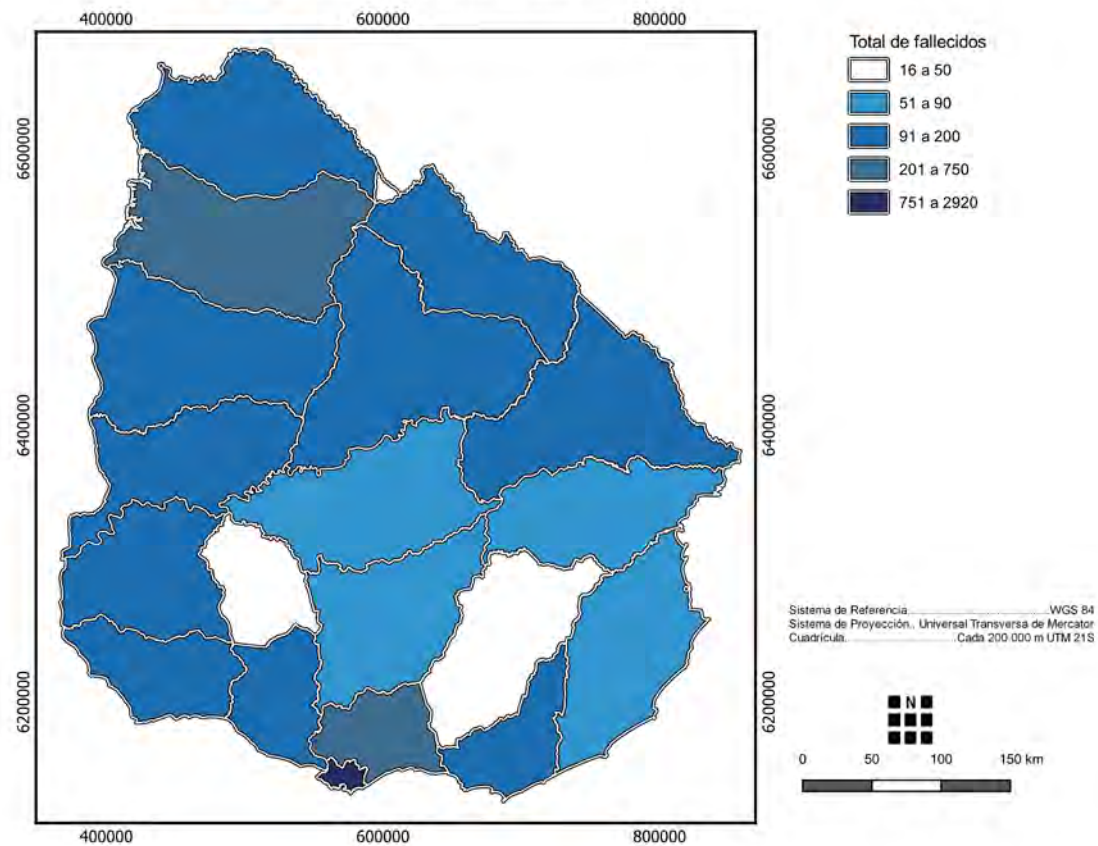 400000 600000 800000
6600000 6600000
6400000 6400000
6200000 6200000
400000 600000 800000
Total de fallecidos
16 a 50
51 a 90
91 a 200
201 a 750
751 a 2920
Sistema de Referencia WGS 84
Sistema de Proyección.. Universal Transversa de Mercator
Cuadrícula Cada 200 000 m UTM 21S
N
0 50 100 150 km